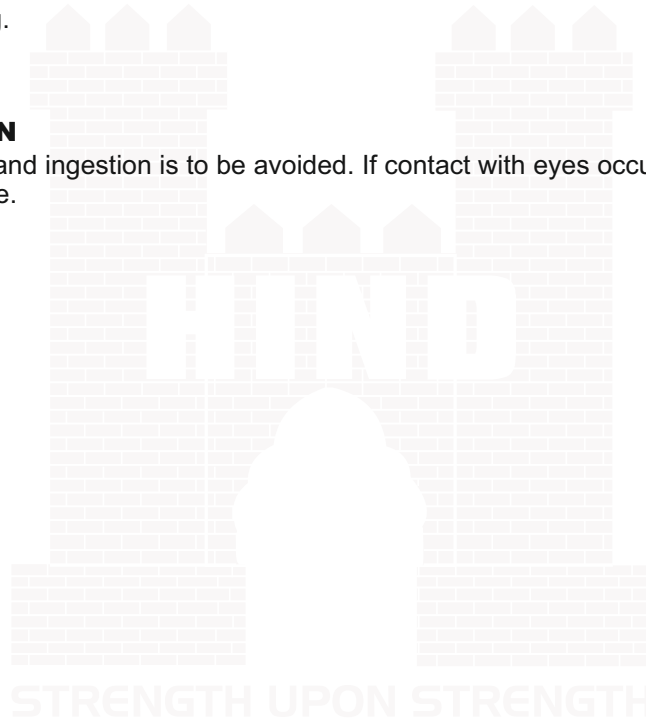 .
N
and ingestion is to be avoided. If contact with eyes occu
e.
HIND
STRENGTH UPON STRENGTH